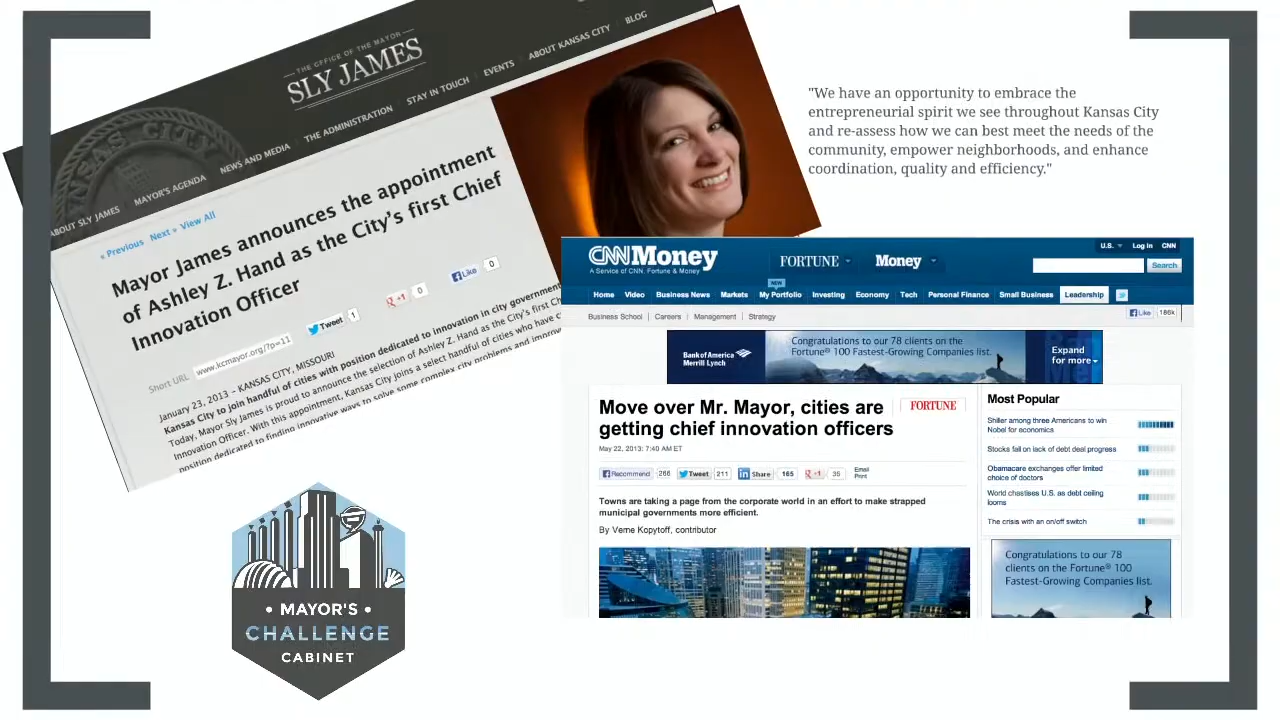 THE OFFICE OF THE MAYOR
SLY JAMES
ABOUT SLY JAMES MAYOR'S AGENDA NEWS AND MEDIA THE ADMINISTRATION STAY IN TOUCH EVENTS ABOUT KANSAS CITY BLOG
« Previous Next » View All
Mayor James announces the appointment
of Ashley Z. Hand as the City's first Chief
Innovation Officer
Like 0
+1 0
Tweet 1
Short URL www.kcmayor.org/?p=11
January 23, 2013 – KANSAS CITY, MISSOURI
Kansas City to join handful of cities with position dedicated to innovation in city government
Today, Mayor Sly James is proud to announce the selection of Ashley Z. Hand as the City's first Ch
Innovation Officer. With this appointment, Kansas City joins a select handful of cities who have c
position dedicated to finding innovative ways to solve some complex city problems and improv
"We have an opportunity to embrace the
entrepreneurial spirit we see throughout Kansas City
and re-assess how we can best meet the needs of the
community, empower neighborhoods, and enhance
coordination, quality and efficiency."
CNNMoney
A Service of CNN, Fortune & Money
FORTUNE Money
U.S. Log In CNN
Search
NEW
Home Video Business News Markets My Portfolio Investing Economy Tech Personal Finance Small Business Leadership
Business School | Careers | Management | Strategy
Like 186k
Bank of America
Merrill Lynch
Congratulations to our 78 clients on the
Fortune® 100 Fastest-Growing Companies list.
Expand
for more
Move over Mr. Mayor, cities are
getting chief innovation officers
FORTUNE
May 22, 2013: 7:40 AM ET
Recommend 266 Tweet 211 Share 165 +1 36 Email
Print
Towns are taking a page from the corporate world in an effort to make strapped
municipal governments more efficient.
By Verne Kopytoff, contributor
Most Popular
Shiller among three Americans to win
Nobel for economics
Stocks fall on lack of debt deal progress
Obamacare exchanges offer limited
choice of doctors
World chastises U.S. as debt ceiling
looms
The crisis with an on/off switch
Congratulations to our 78
clients on the Fortune® 100
Fastest-Growing Companies list.
• MAYOR'S •
CHALLENGE
CABINET